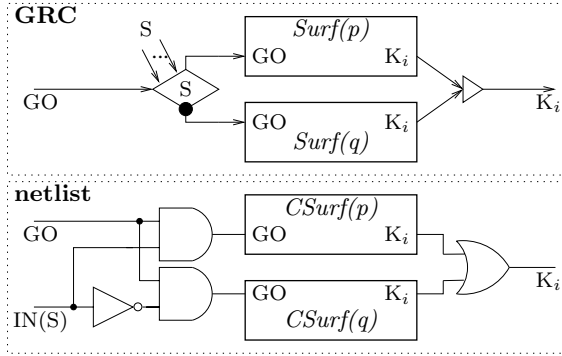 GRC
S
...
Surf(p)
GO K_i
S
GO
K_i
GO K_i
Surf(q)
netlist
CSurf(p)
GO
GO K_i
K_i
GO K_i
IN(S)
CSurf(q)